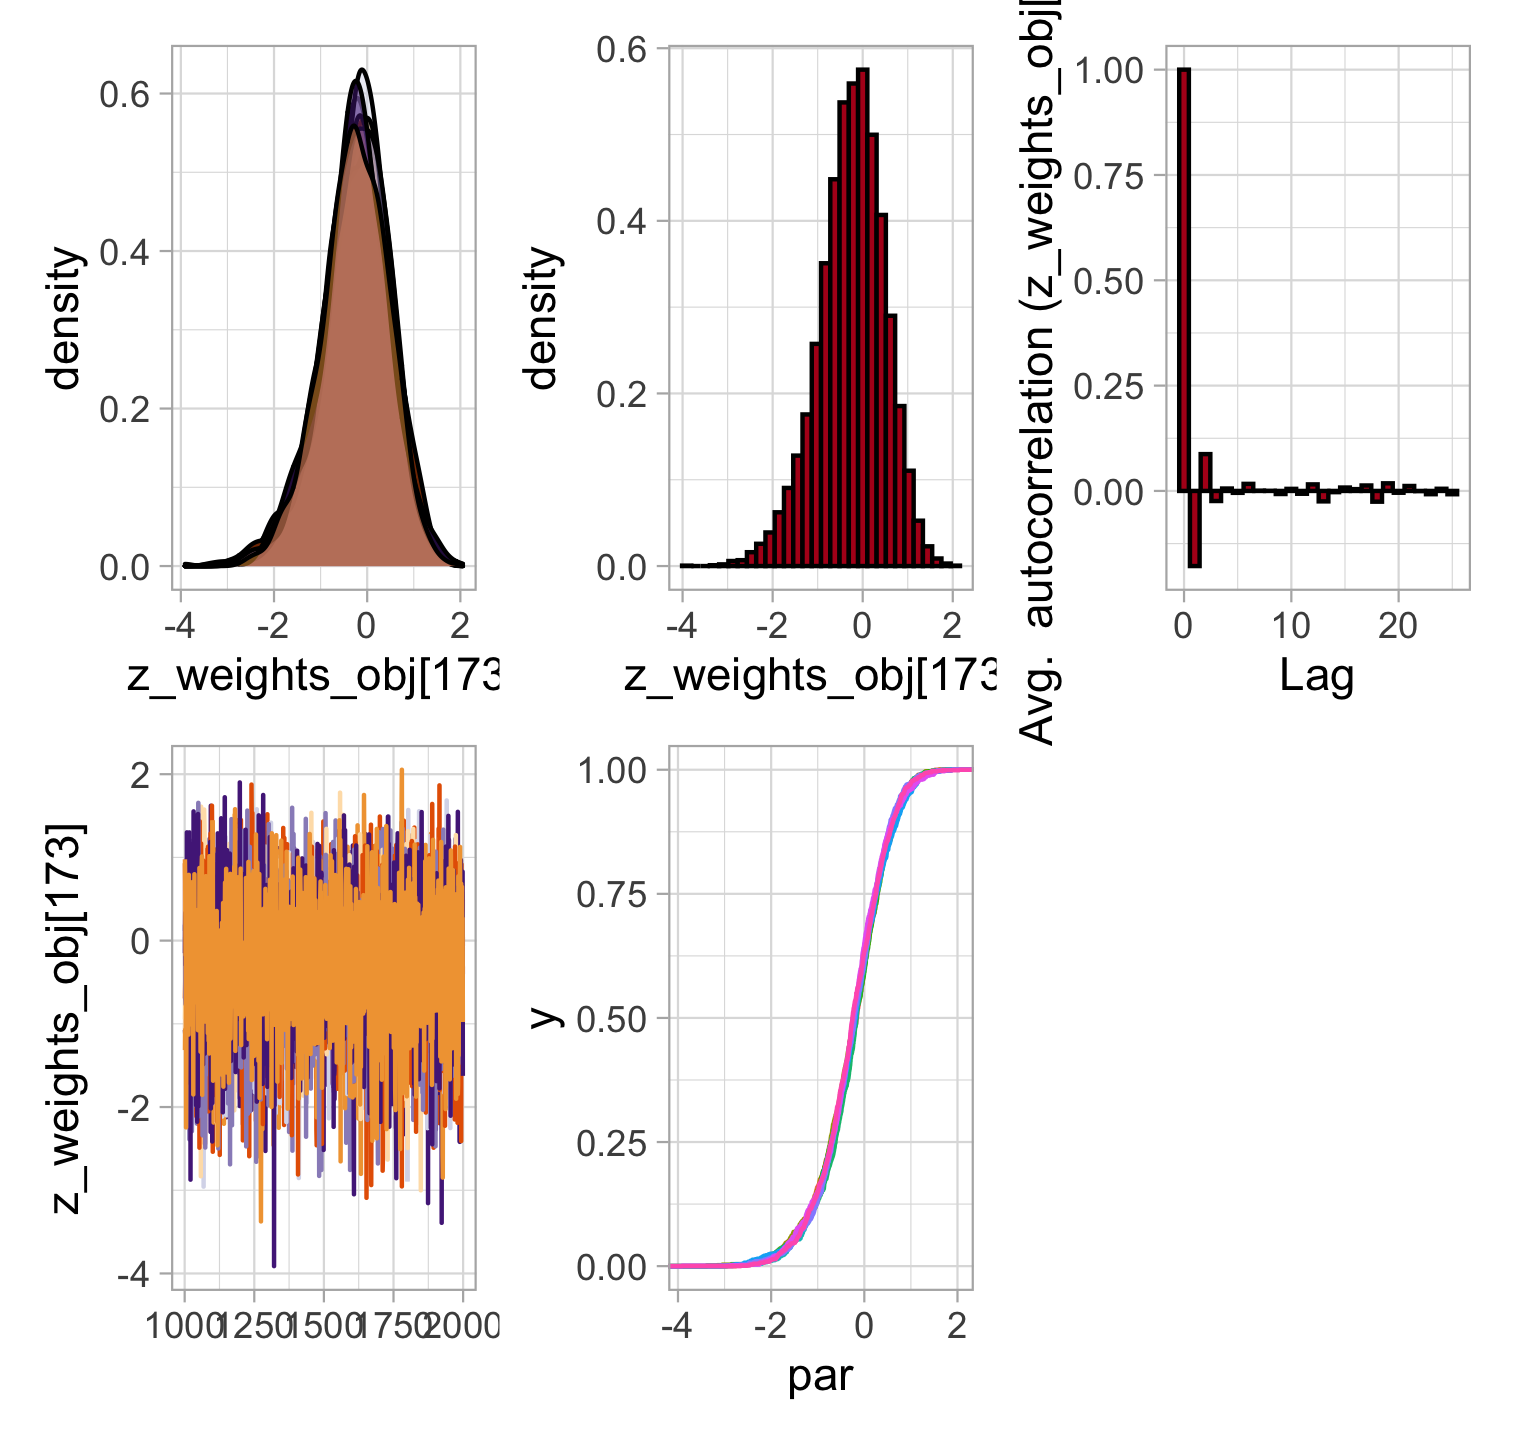 density
0.6
0.4
0.2
0.0
-4 -2 0 2
z_weights_obj[173
density
0.6
0.4
0.2
0.0
-4 -2 0 2
z_weights_obj[173
Avg. autocorrelation (z_weights_obj[
1.00
0.75
0.50
0.25
0.00
0 10 20
Lag
z_weights_obj[173]
2
0
-2
-4
1000 1250 1500 1750 2000
y
1.00
0.75
0.50
0.25
0.00
-4 -2 0 2
par